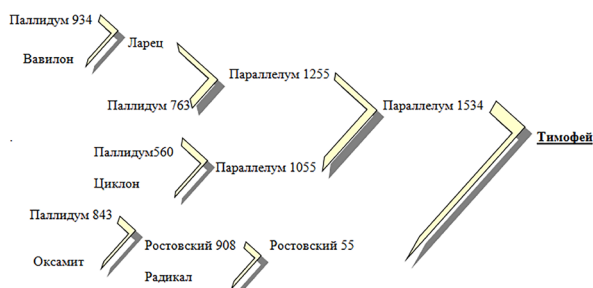 Паллидум 934
Ларец
Вавилон
Параллелум 1255
Паллидум 763
Параллелум 1534
Тимофей
Паллидум560
Параллелум 1055
Циклон
Паллидум 843
Ростовский 908
Ростовский 55
Оксамит
Радикал